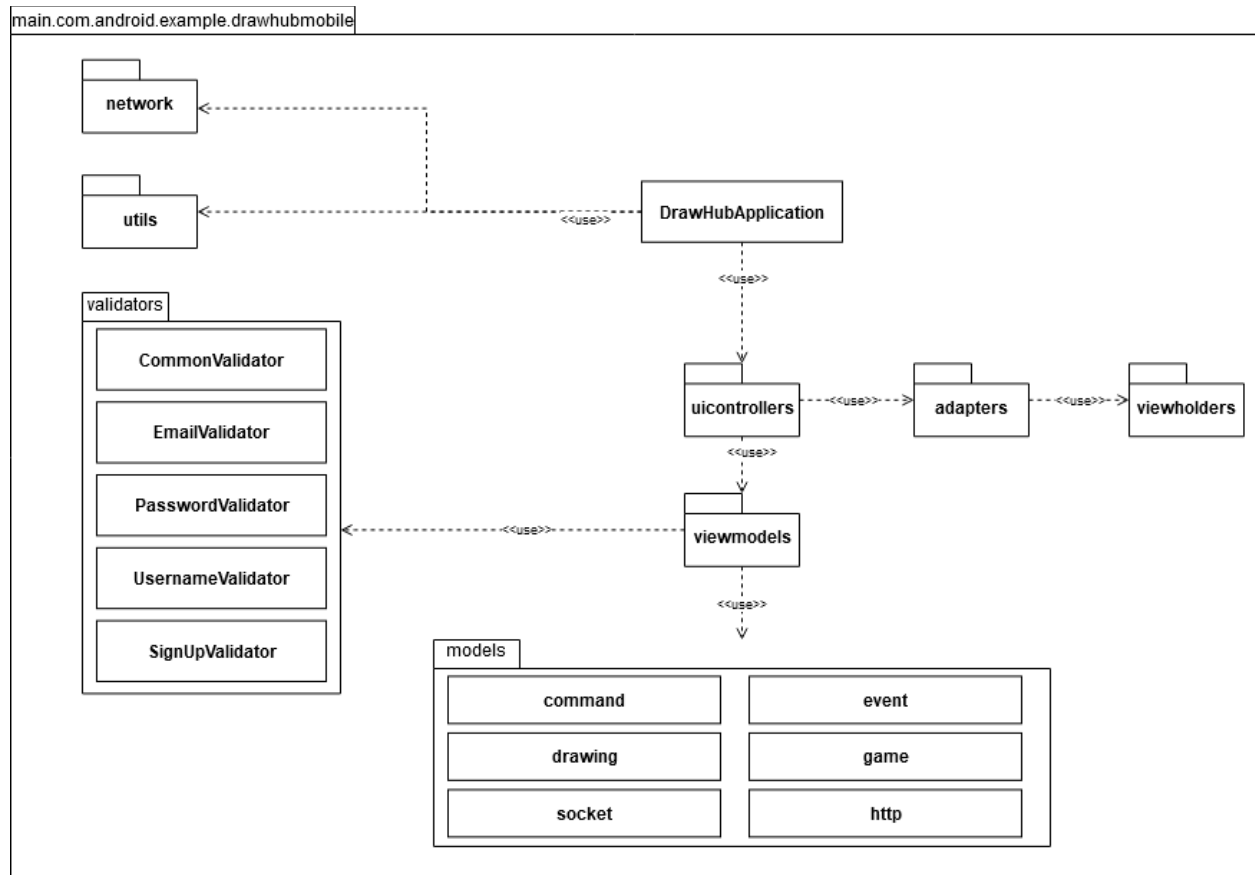 main.com.android.example.drawhubmobile
network
utils
<<use>>
DrawHubApplication
<<use>>
validators
CommonValidator
EmailValidator
PasswordValidator
UsernameValidator
SignUpValidator
uicontrollers
<<use>>
adapters
<<use>>
viewholders
<<use>>
<<use>>
viewmodels
<<use>>
models
command
event
drawing
game
socket
http